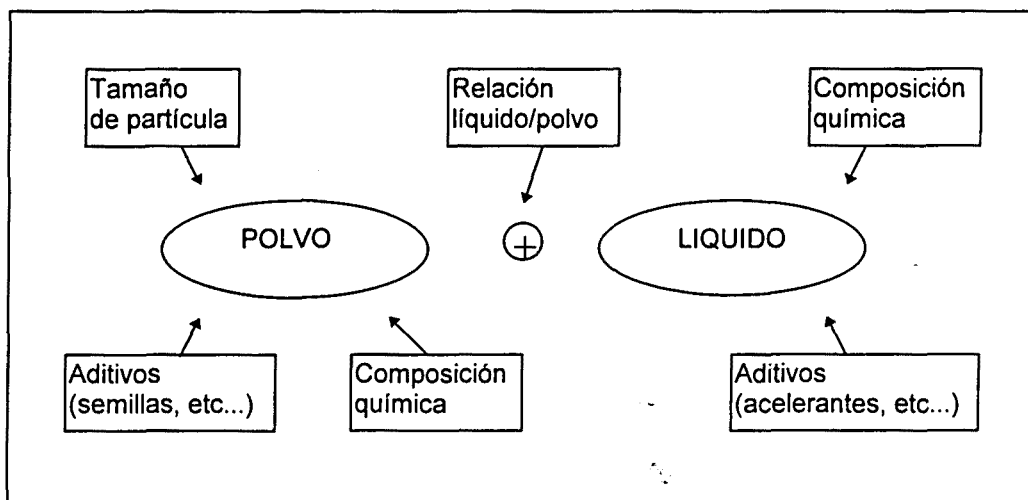 Tamaño
de partícula
Relación
líquido/polvo
Composición
química
POLVO
+
LIQUIDO
Aditivos
(semillas, etc...)
Composición
química
Aditivos
(acelerantes, etc...)